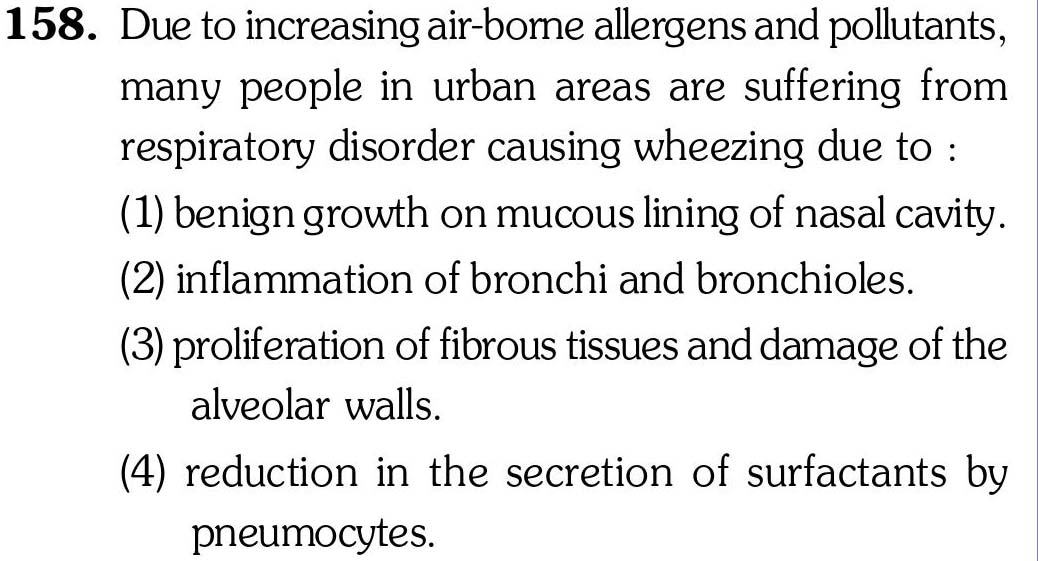 158. Due to increasing air-borne allergens and pollutants,
many people in urban areas are suffering from
respiratory disorder causing wheezing due to :
(1) benign growth on mucous lining of nasal cavity.
(2) inflammation of bronchi and bronchioles.
(3) proliferation of fibrous tissues and damage of the
alveolar walls.
(4) reduction in the secretion of surfactants by
pneumocytes.